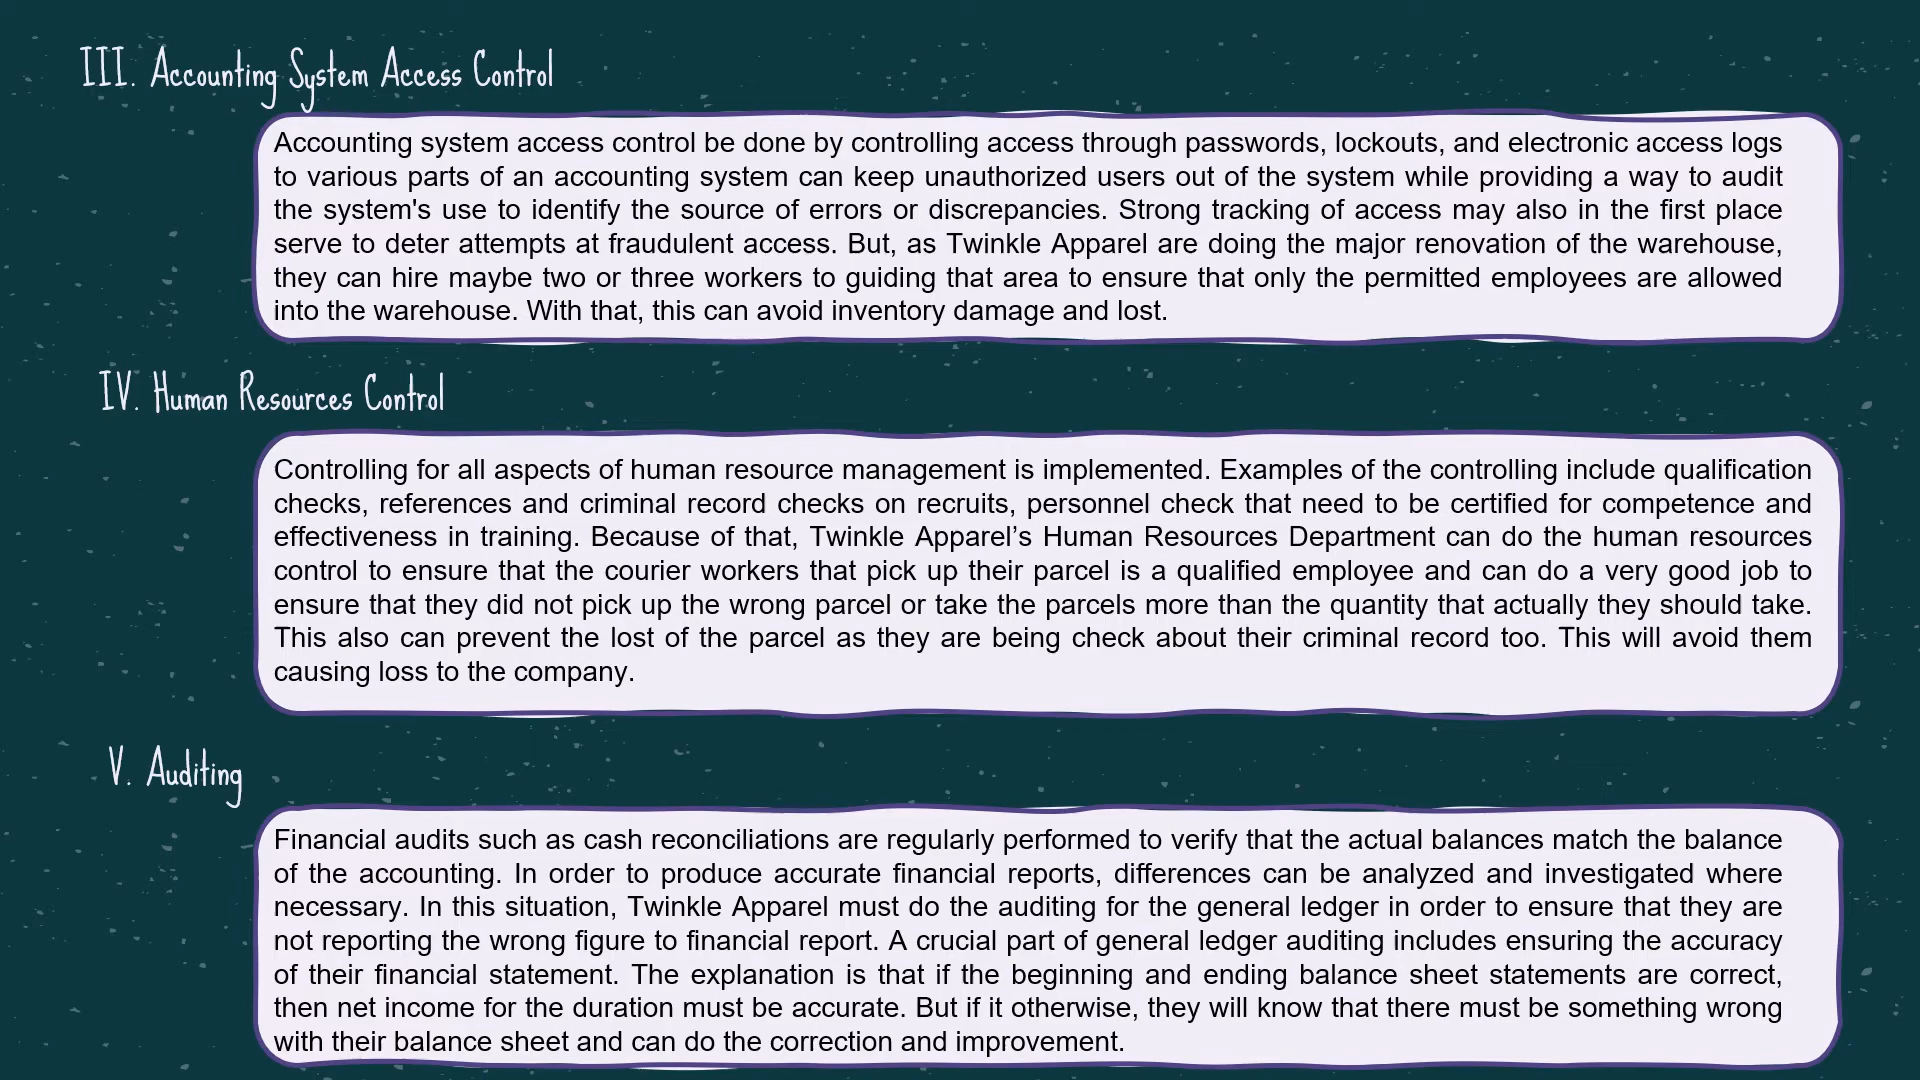 III. Accounting System Access Control
Accounting system access control be done by controlling access through passwords, lockouts, and electronic access logs
to various parts of an accounting system can keep unauthorized users out of the system while providing a way to audit
the system's use to identify the source of errors or discrepancies. Strong tracking of access may also in the first place
serve to deter attempts at fraudulent access. But, as Twinkle Apparel are doing the major renovation of the warehouse,
they can hire maybe two or three workers to guiding that area to ensure that only the permitted employees are allowed
into the warehouse. With that, this can avoid inventory damage and lost.
IV. Human Resources Control
Controlling for all aspects of human resource management is implemented. Examples of the controlling include qualification
checks, references and criminal record checks on recruits, personnel check that need to be certified for competence and
effectiveness in training. Because of that, Twinkle Apparel’s Human Resources Department can do the human resources
control to ensure that the courier workers that pick up their parcel is a qualified employee and can do a very good job to
ensure that they did not pick up the wrong parcel or take the parcels more than the quantity that actually they should take.
This also can prevent the lost of the parcel as they are being check about their criminal record too. This will avoid them
causing loss to the company.
V. Auditing
Financial audits such as cash reconciliations are regularly performed to verify that the actual balances match the balance
of the accounting. In order to produce accurate financial reports, differences can be analyzed and investigated where
necessary. In this situation, Twinkle Apparel must do the auditing for the general ledger in order to ensure that they are
not reporting the wrong figure to financial report. A crucial part of general ledger auditing includes ensuring the accuracy
of their financial statement. The explanation is that if the beginning and ending balance sheet statements are correct,
then net income for the duration must be accurate. But if it otherwise, they will know that there must be something wrong
with their balance sheet and can do the correction and improvement.